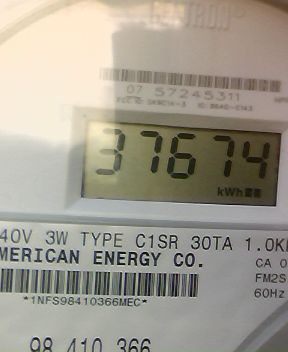 07 57245311
37674
kWh
40V 3W TYPE C1SR 30TA 1.0K
MERICAN ENERGY CO.
CA 0
FM2S
60Hz
*1NFS98410366MEC*
98 410 366